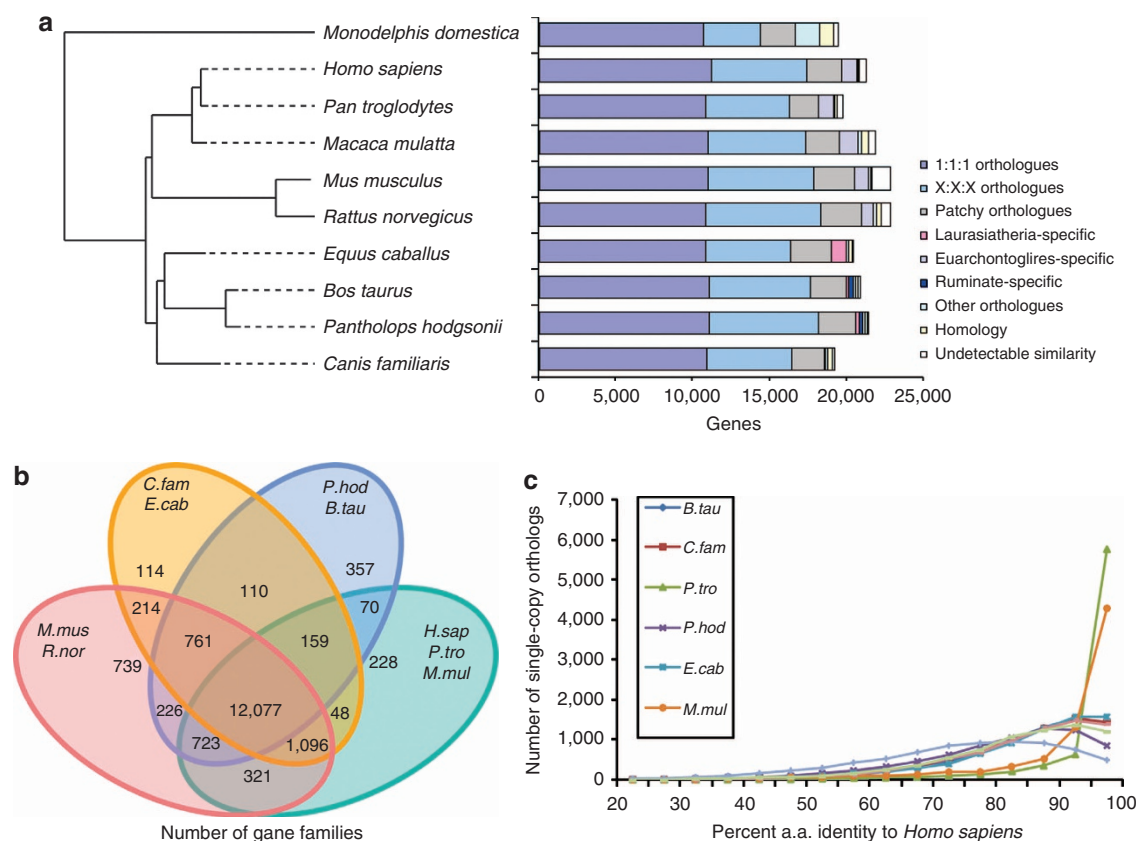 a
Monodelphis domestica
Homo sapiens
Pan troglodytes
Macaca mulatta
Mus musculus
Rattus norvegicus
Equus caballus
Bos taurus
Pantholops hodgsonii
Canis familiaris
0 5,000 10,000 15,000 20,000 25,000
Genes
1:1:1 orthologues
X:X:X orthologues
Patchy orthologues
Laurasiatheria-specific
Euarchontoglires-specific
Ruminate-specific
Other orthologues
Homology
Undetectable similarity
b
C.fam
E.cab
P.hod
B.tau
M.mus
R.nor
H.sap
P.tro
M.mul
114
110
357
214
70
761
159
739
228
226
12,077
48
723
1,096
321
Number of gane families
c
Number of single-copy orthologs
7,000
6,000
5,000
4,000
3,000
2,000
1,000
0
B.tau
C.fam
P.tro
P.hod
E.cab
M.mul
20 30 40 50 60 70 80 90 100
Percent a.a. identity to Homo sapiens